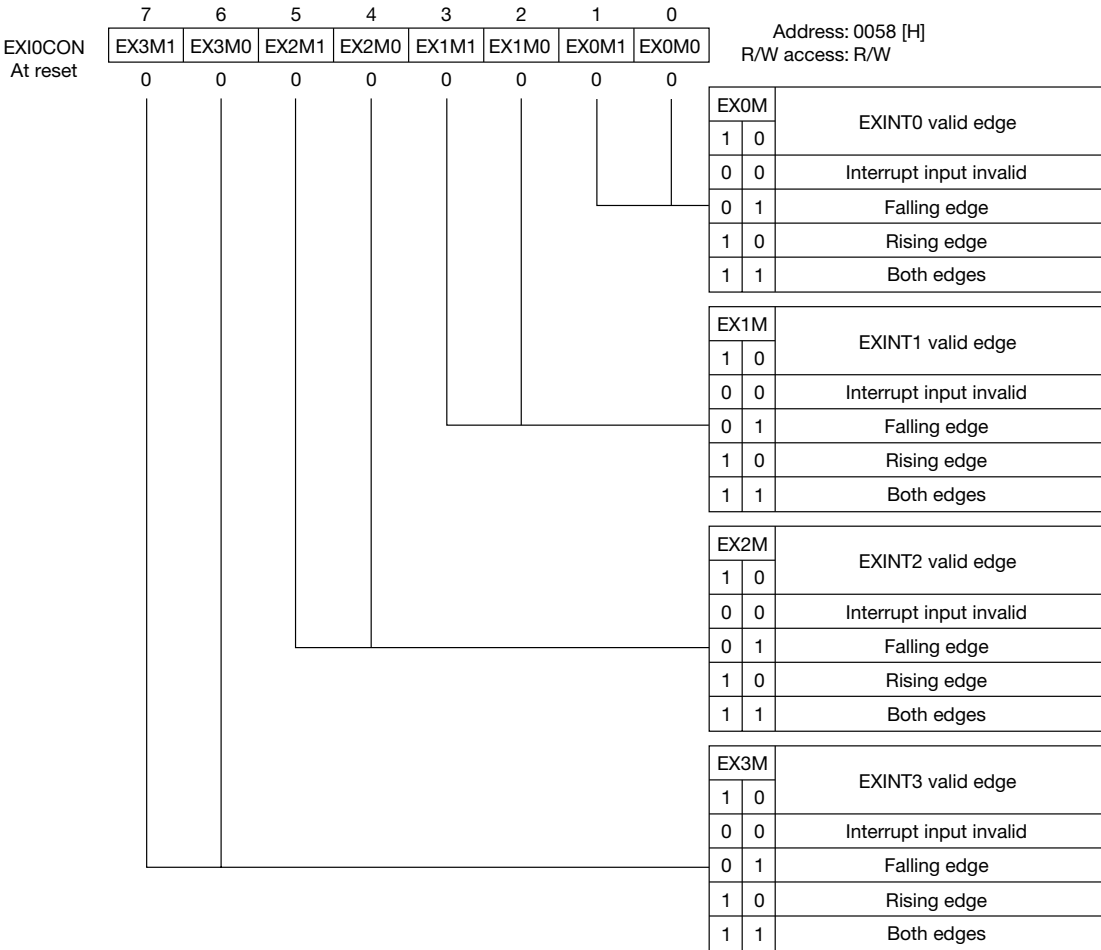 7 6 5 4 3 2 1 0
EXI0CON EX3M1 EX3M0 EX2M1 EX2M0 EX1M1 EX1M0 EX0M1 EX0M0
At reset 0 0 0 0 0 0 0 0
Address: 0058 [H]
R/W access: R/W
EX0M EXINT0 valid edge
1 0
0 0 Interrupt input invalid
0 1 Falling edge
1 0 Rising edge
1 1 Both edges
EX1M EXINT1 valid edge
1 0
0 0 Interrupt input invalid
0 1 Falling edge
1 0 Rising edge
1 1 Both edges
EX2M EXINT2 valid edge
1 0
0 0 Interrupt input invalid
0 1 Falling edge
1 0 Rising edge
1 1 Both edges
EX3M EXINT3 valid edge
1 0
0 0 Interrupt input invalid
0 1 Falling edge
1 0 Rising edge
1 1 Both edges